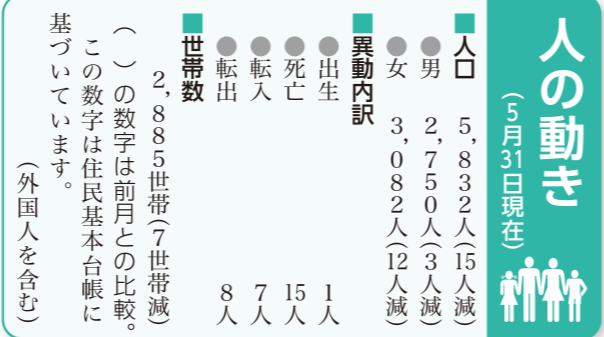 人の動き
(5月31日現在)
■人口 5,832人(15人減)
●男 2,750人(3人減)
●女 3,082人(12人減)
■異動内訳
●出生 1人
●死亡 15人
●転入 7人
●転出 8人
■世帯数
2,885世帯(7世帯減)
( )の数字は前月との比較。
この数字は住民基本台帳に
基づいています。
(外国人を含む)